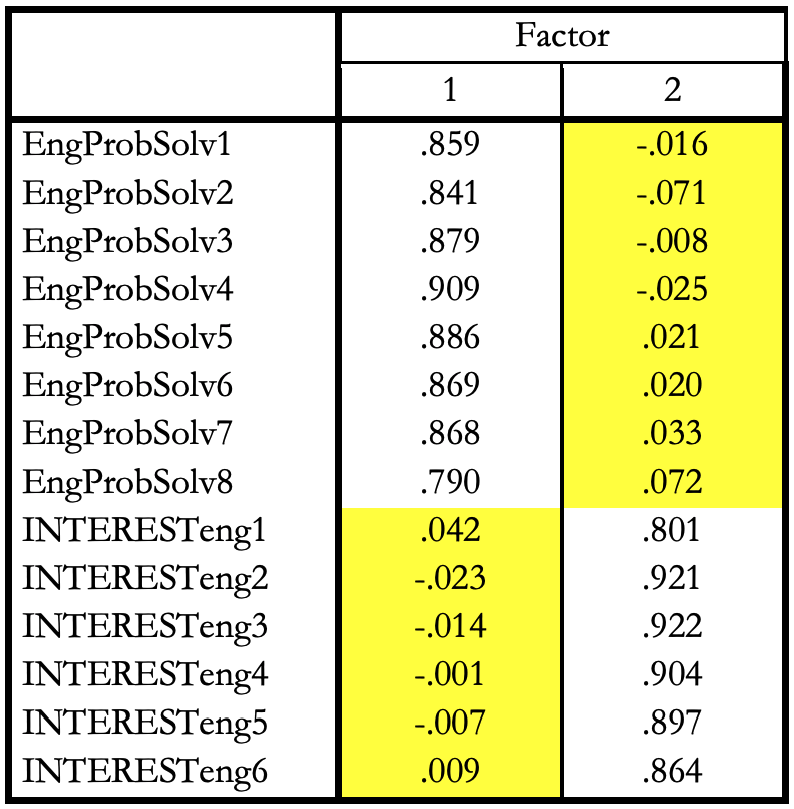 Factor
1 2
EngProbSolv1 .859 -.016
EngProbSolv2 .841 -.071
EngProbSolv3 .879 -.008
EngProbSolv4 .909 -.025
EngProbSolv5 .886 .021
EngProbSolv6 .869 .020
EngProbSolv7 .868 .033
EngProbSolv8 .790 .072
INTERESTeng1 .042 .801
INTERESTeng2 -.023 .921
INTERESTeng3 -.014 .922
INTERESTeng4 -.001 .904
INTERESTeng5 -.007 .897
INTERESTeng6 .009 .864